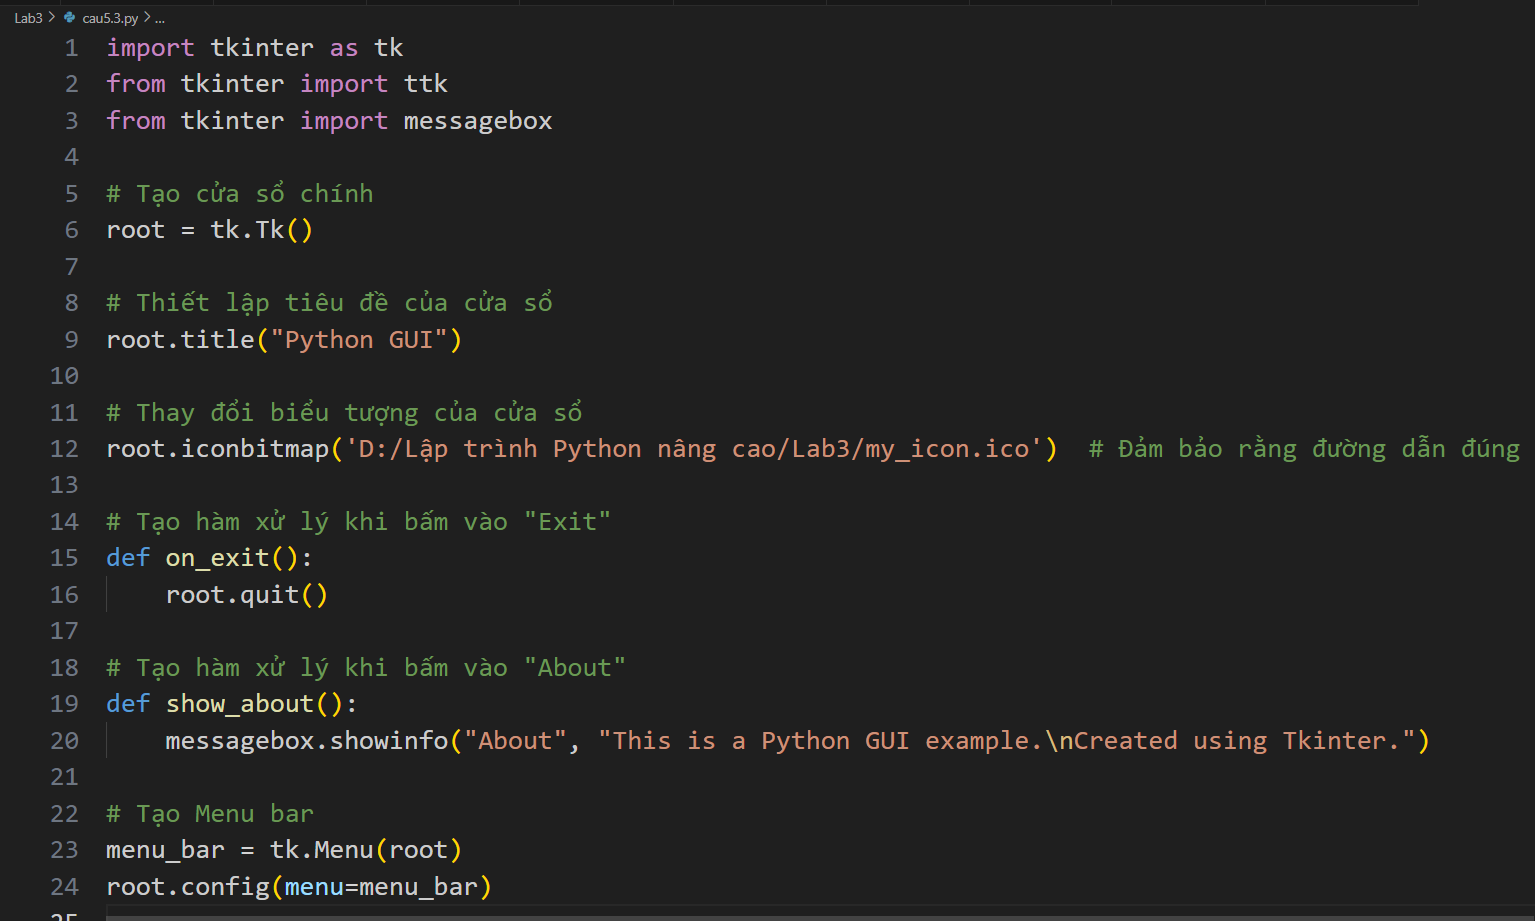 Lab3 > cau5.3.py > ...
1 import tkinter as tk
2 from tkinter import ttk
3 from tkinter import messagebox
4
5 # Tạo cửa sổ chính
6 root = tk.Tk()
7
8 # Thiết lập tiêu đề của cửa sổ
9 root.title("Python GUI")
10
11 # Thay đổi biểu tượng của cửa sổ
12 root.iconbitmap('D:/Lập trình Python nâng cao/Lab3/my_icon.ico')  # Đảm bảo rằng đường dẫn đúng
13
14 # Tạo hàm xử lý khi bấm vào "Exit"
15 def on_exit():
16     root.quit()
17
18 # Tạo hàm xử lý khi bấm vào "About"
19 def show_about():
20     messagebox.showinfo("About", "This is a Python GUI example.\nCreated using Tkinter.")
21
22 # Tạo Menu bar
23 menu_bar = tk.Menu(root)
24 root.config(menu=menu_bar)
25